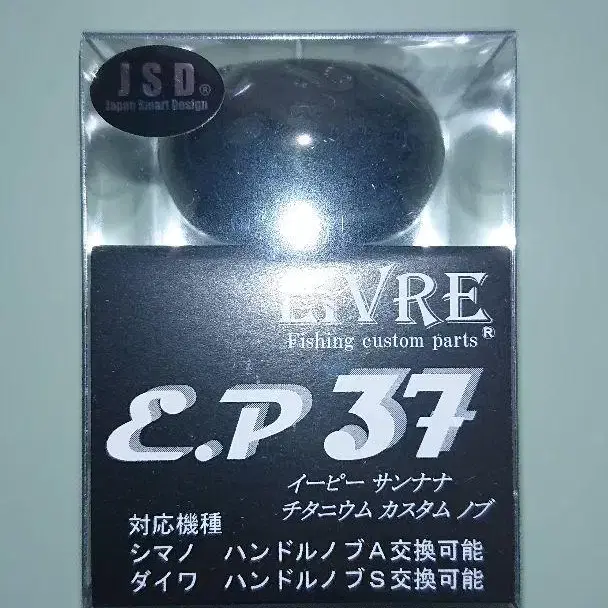 JSD®
Japan Smart Design
LIVRE®
Fishing custom parts
E.P 37
イーピー サンナナ
チタニウム カスタム ノブ
対応機種
シマノ ハンドルノブA交換可能
ダイワ ハンドルノブS交換可能